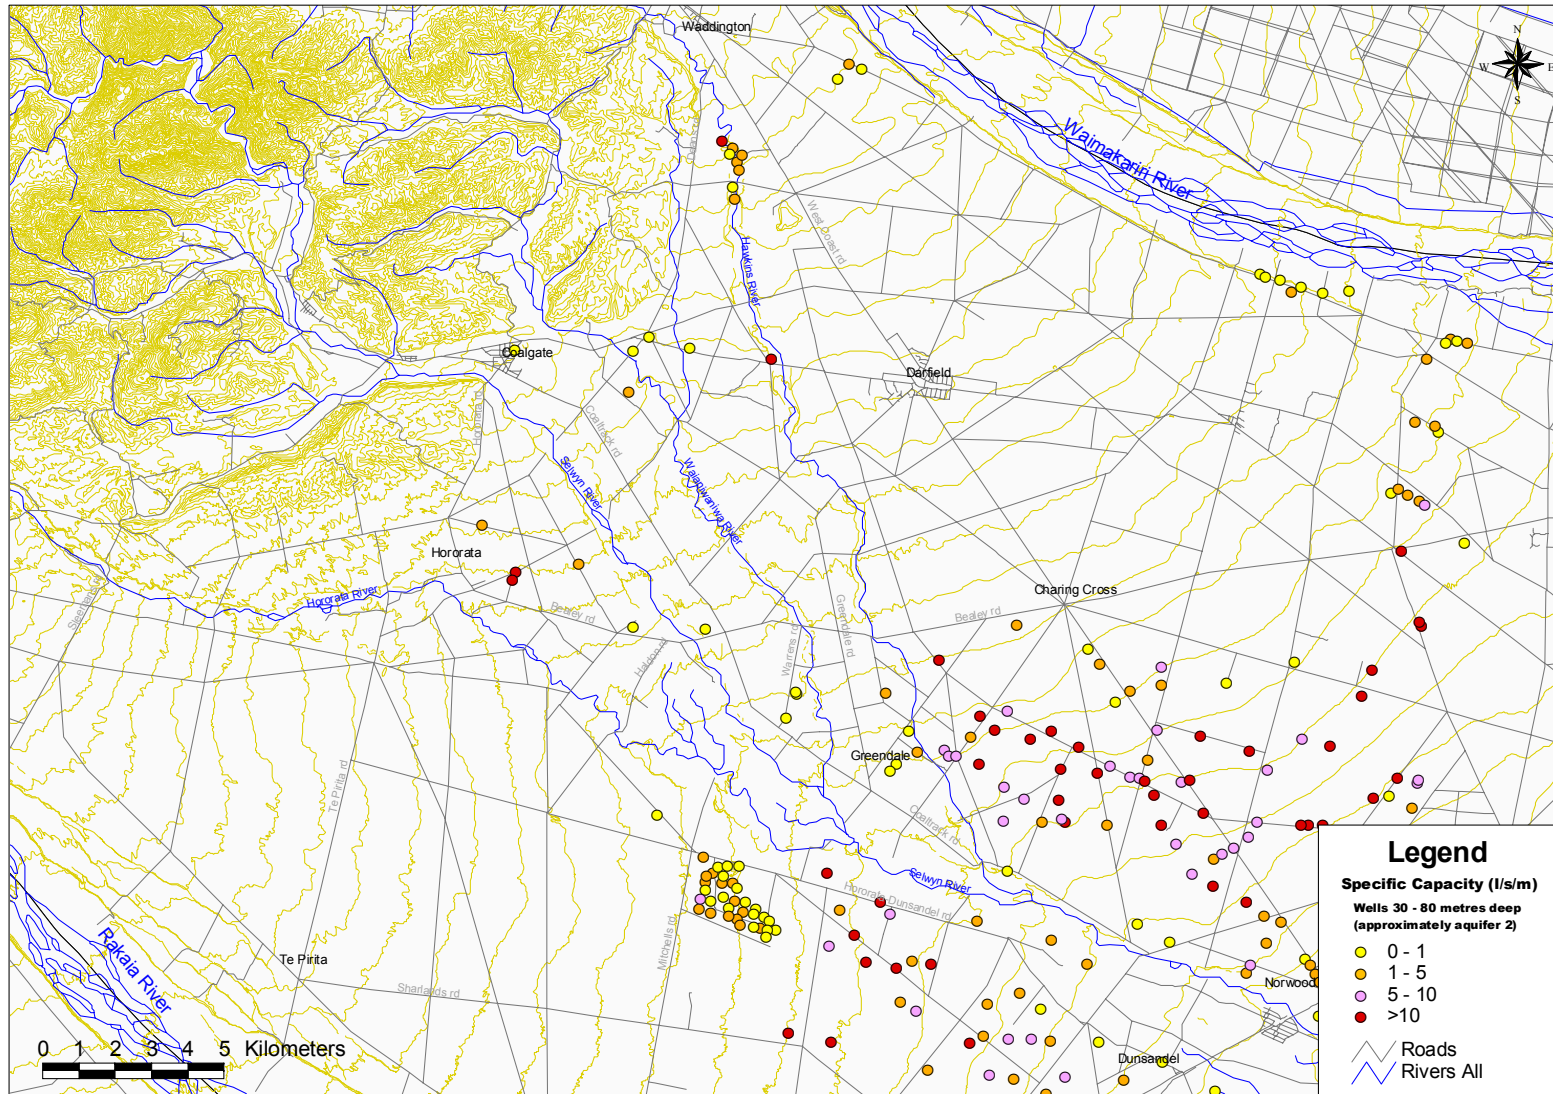 Waddington
N
W
E
S
Waimakariri River
West Coast rd
Hawkins River
Coalgate
Darfield
Hororata rd
Coaltrack rd
Selwyn River
Waianiwaniwa River
Hororata
Hororata River
Bealey rd
Haldon rd
Warrens rd
Greendale rd
Bealey rd
Charing Cross
Greendale
Te Pirita rd
Coaltrack rd
Selwyn River
Hororata-Dunsandel rd
Mitchells rd
Rakaia River
Te Pirita
Sharlands rd
Norwood
Dunsandel
0 1 2 3 4 5 Kilometers
Legend
Specific Capacity (l/s/m)
Wells 30 - 80 metres deep
(approximately aquifer 2)
0 - 1
1 - 5
5 - 10
>10
Roads
Rivers All